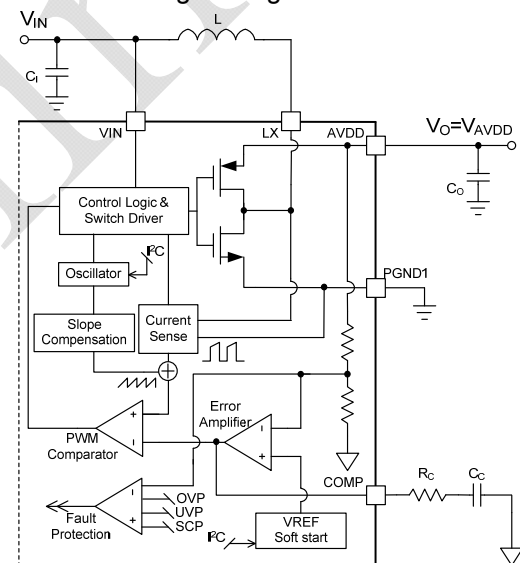 VIN
L
CI
VIN
LX
AVDD
VO=VAVDD
CO
Control Logic &
Switch Driver
I²C
Oscillator
PGND1
Slope
Compensation
Current
Sense
Error
Amplifier
+
-
-
+
PWM
Comparator
COMP
RC
CC
-
+
OVP
UVP
SCP
Fault
Protection
I²C
VREF
Soft start